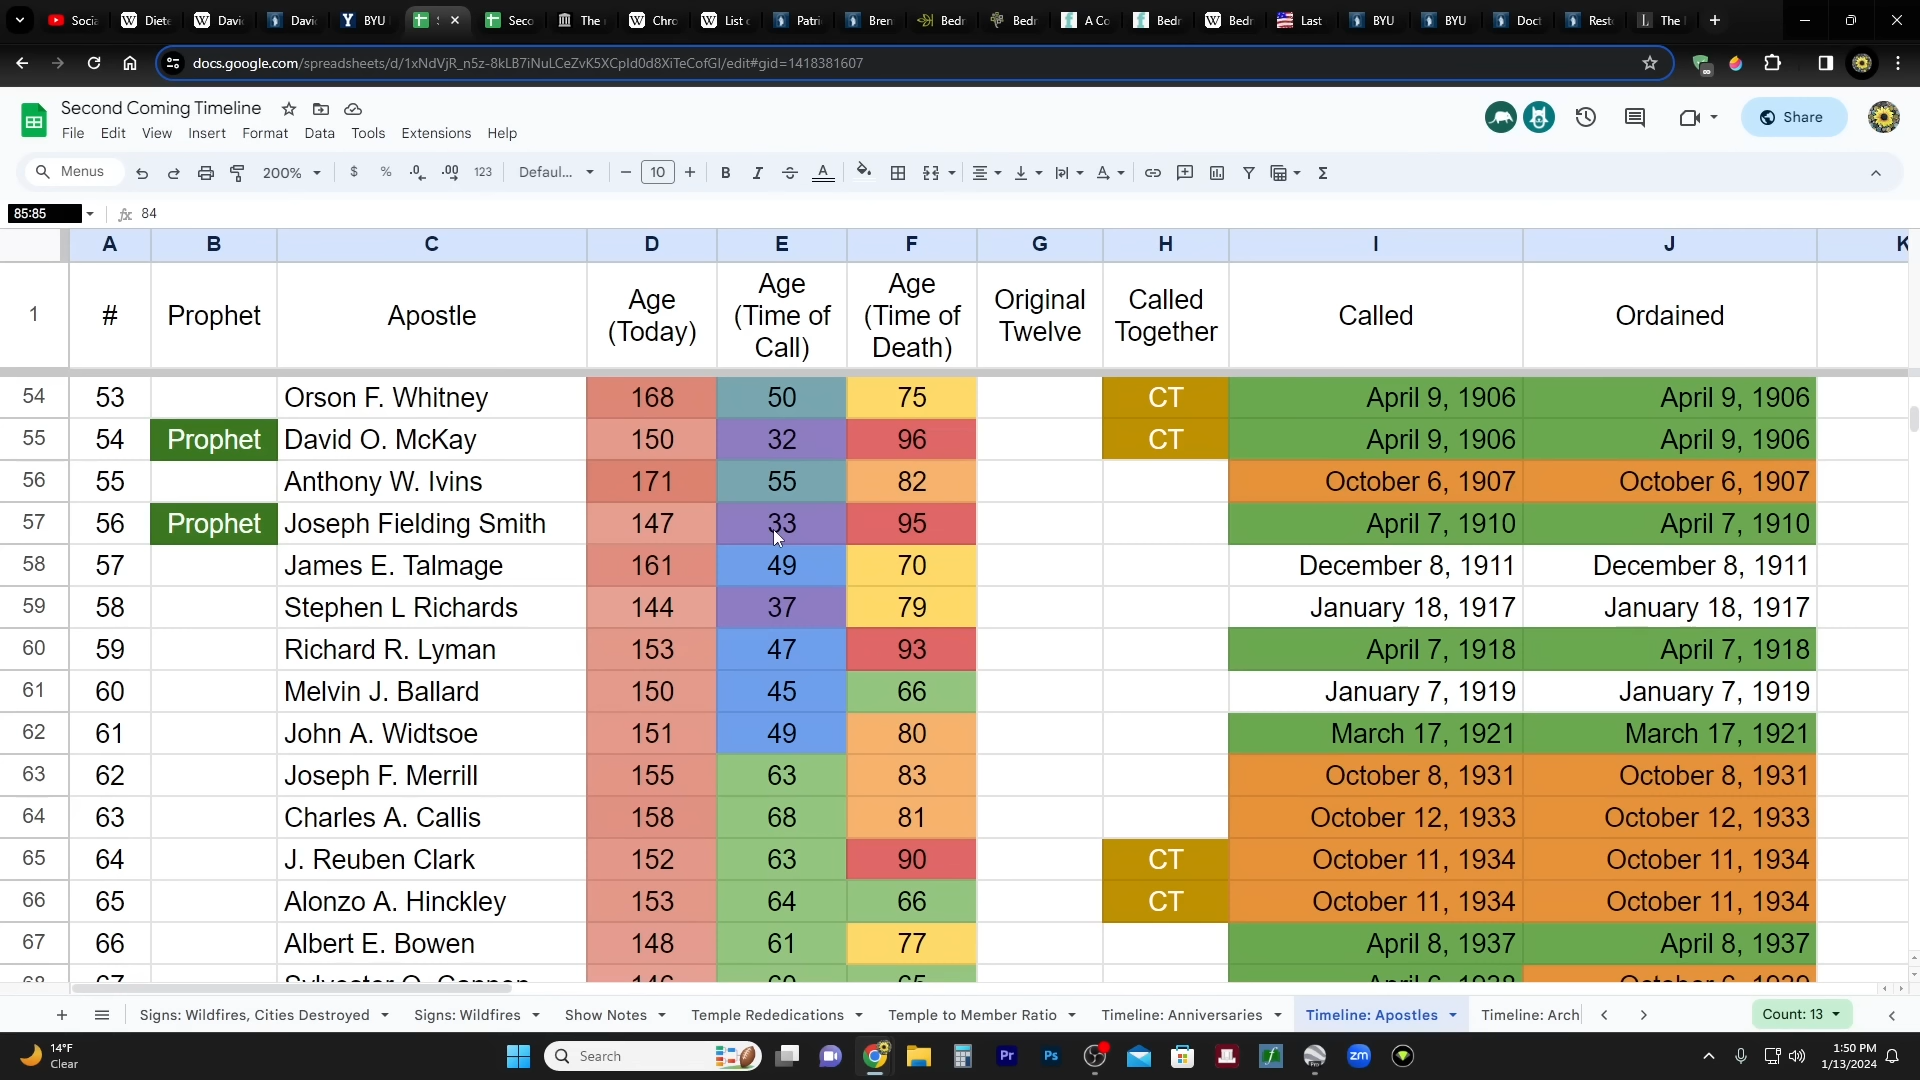 Socia
Diete
Davi
Davi
BYU
Seco
The
Chro
List
Patri
Bren
Bedr
Bedr
A Co
Bedr
Bedr
Last
BYU
BYU
Doct
Rest
The
docs.google.com/spreadsheets/d/1xNdVjR_n5z-8kLB7iNuLCeZvK5XCpId0d8XiTeCofGI/edit#gid=1418381607
Second Coming Timeline
File Edit View Insert Format Data Tools Extensions Help
Share
Menus 200% $ % .0 .00 123 Defaul... 10 B I A
85:85 fx 84
A B C D E F G H I J K
1 # Prophet Apostle Age (Today) Age (Time of Call) Age (Time of Death) Original Twelve Called Together Called Ordained
54 53 Orson F. Whitney 168 50 75 CT April 9, 1906 April 9, 1906
55 54 Prophet David O. McKay 150 32 96 CT April 9, 1906 April 9, 1906
56 55 Anthony W. Ivins 171 55 82 October 6, 1907 October 6, 1907
57 56 Prophet Joseph Fielding Smith 147 33 95 April 7, 1910 April 7, 1910
58 57 James E. Talmage 161 49 70 December 8, 1911 December 8, 1911
59 58 Stephen L Richards 144 37 79 January 18, 1917 January 18, 1917
60 59 Richard R. Lyman 153 47 93 April 7, 1918 April 7, 1918
61 60 Melvin J. Ballard 150 45 66 January 7, 1919 January 7, 1919
62 61 John A. Widtsoe 151 49 80 March 17, 1921 March 17, 1921
63 62 Joseph F. Merrill 155 63 83 October 8, 1931 October 8, 1931
64 63 Charles A. Callis 158 68 81 October 12, 1933 October 12, 1933
65 64 J. Reuben Clark 152 63 90 CT October 11, 1934 October 11, 1934
66 65 Alonzo A. Hinckley 153 64 66 CT October 11, 1934 October 11, 1934
67 66 Albert E. Bowen 148 61 77 April 8, 1937 April 8, 1937
68 67 Sylvester Q. Cannon 146 60 65 April 6, 1938 October 6, 1939
Signs: Wildfires, Cities Destroyed Signs: Wildfires Show Notes Temple Rededications Temple to Member Ratio Timeline: Anniversaries Timeline: Apostles Timeline: Arch Count: 13
14°F
Clear
Search
Pr
Ps
zm
1:50 PM
1/13/2024